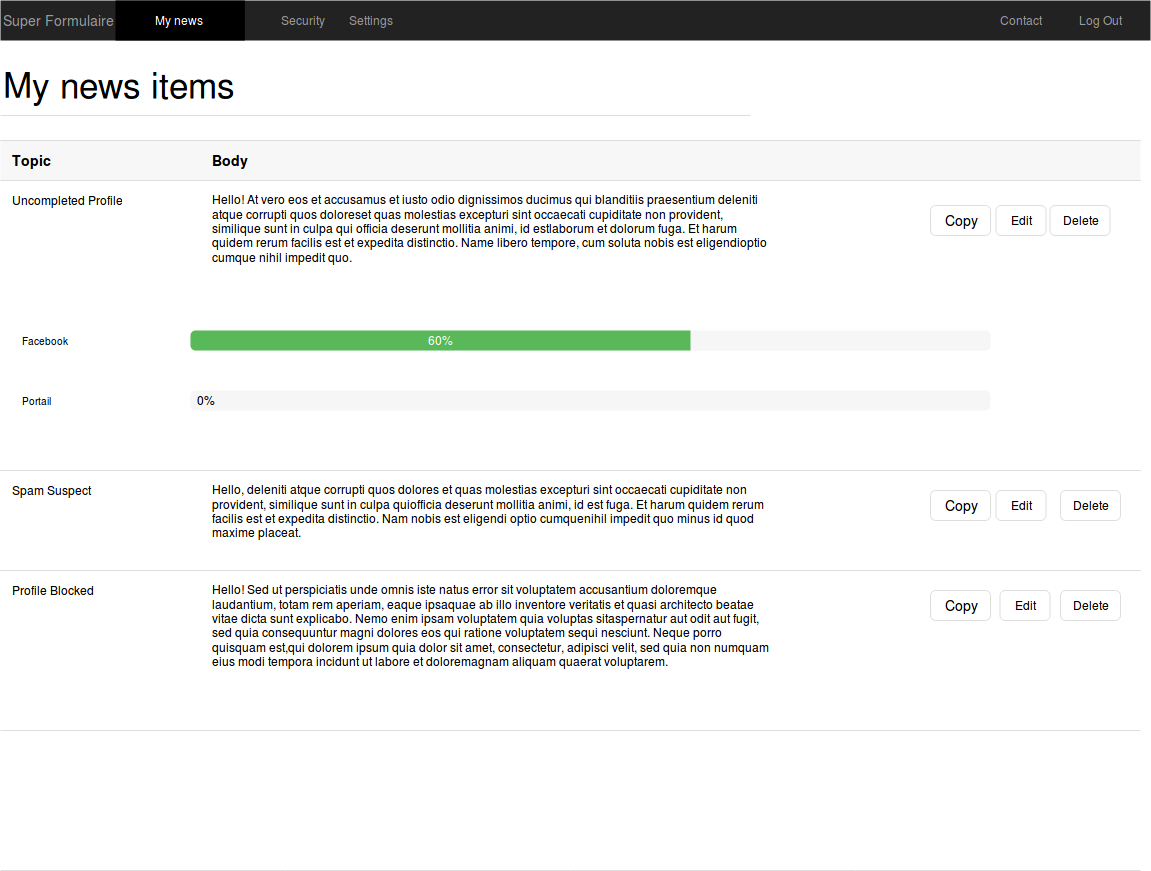 Super Formulaire My news Security Settings Contact Log Out
My news items
Topic Body
Uncompleted Profile
Hello! At vero eos et accusamus et iusto odio dignissimos ducimus qui blanditiis praesentium deleniti
atque corrupti quos doloreset quas molestias excepturi sint occaecati cupiditate non provident,
similique sunt in culpa qui officia deserunt mollitia animi, id estlaborum et dolorum fuga. Et harum
quidem rerum facilis est et expedita distinctio. Name libero tempore, cum soluta nobis est eligendioptio
cumque nihil impedit quo.
Copy Edit Delete
Facebook 60%
Portail 0%
Spam Suspect
Hello, deleniti atque corrupti quos dolores et quas molestias excepturi sint occaecati cupiditate non
provident, similique sunt in culpa quiofficia deserunt mollitia animi, id est fuga. Et harum quidem rerum
facilis est et expedita distinctio. Nam nobis est eligendi optio cumquenihil impedit quo minus id quod
maxime placeat.
Copy Edit Delete
Profile Blocked
Hello! Sed ut perspiciatis unde omnis iste natus error sit voluptatem accusantium doloremque
laudantium, totam rem aperiam, eaque ipsaquae ab illo inventore veritatis et quasi architecto beatae
vitae dicta sunt explicabo. Nemo enim ipsam voluptatem quia voluptas sitaspernatur aut odit aut fugit,
sed quia consequuntur magni dolores eos qui ratione voluptatem sequi nesciunt. Neque porro
quisquam est,qui dolorem ipsum quia dolor sit amet, consectetur, adipisci velit, sed quia non numquam
eius modi tempora incidunt ut labore et doloremagnam aliquam quaerat voluptarem.
Copy Edit Delete